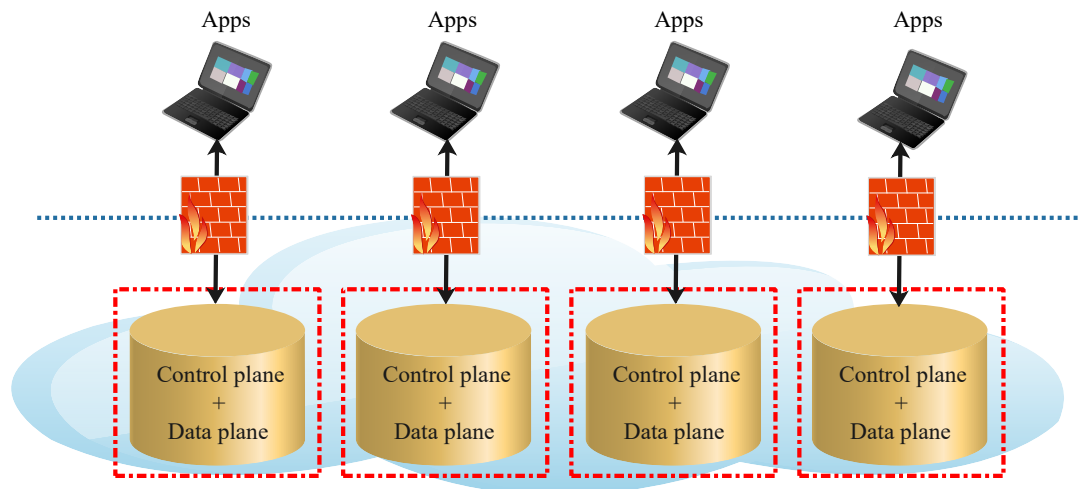 Apps
Apps
Apps
Apps
Control plane
+
Data plane
Control plane
+
Data plane
Control plane
+
Data plane
Control plane
+
Data plane